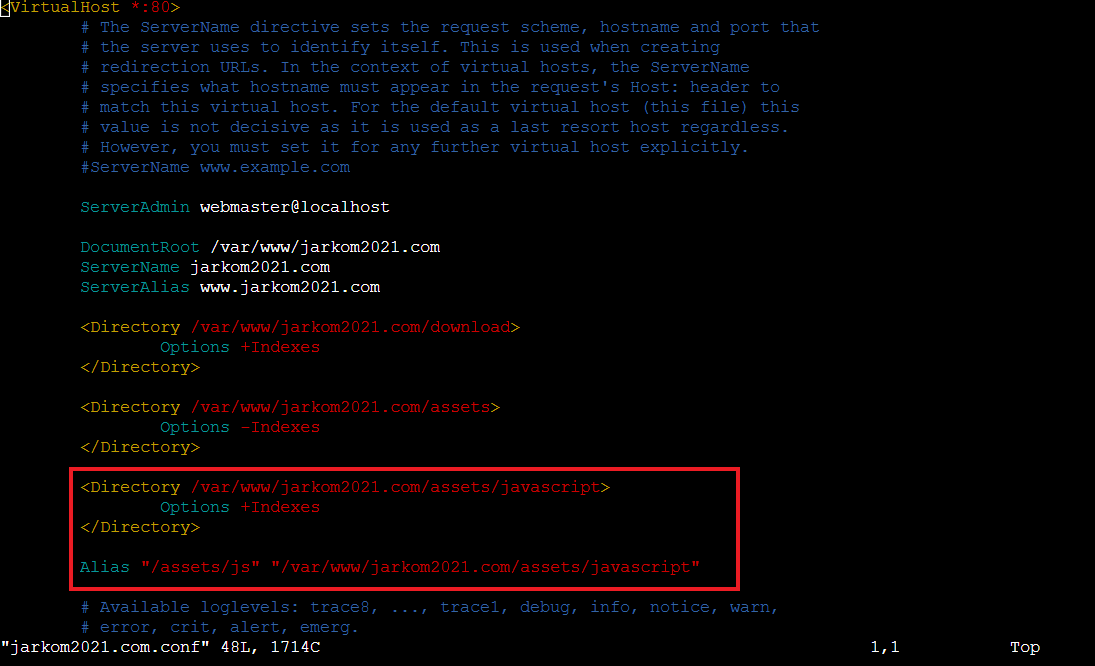 <VirtualHost *:80>
# The ServerName directive sets the request scheme, hostname and port that
# the server uses to identify itself. This is used when creating
# redirection URLs. In the context of virtual hosts, the ServerName
# specifies what hostname must appear in the request's Host: header to
# match this virtual host. For the default virtual host (this file) this
# value is not decisive as it is used as a last resort host regardless.
# However, you must set it for any further virtual host explicitly.
#ServerName www.example.com
ServerAdmin webmaster@localhost
DocumentRoot /var/www/jarkom2021.com
ServerName jarkom2021.com
ServerAlias www.jarkom2021.com
<Directory /var/www/jarkom2021.com/download>
Options +Indexes
</Directory>
<Directory /var/www/jarkom2021.com/assets>
Options -Indexes
</Directory>
<Directory /var/www/jarkom2021.com/assets/javascript>
Options +Indexes
</Directory>
Alias "/assets/js" "/var/www/jarkom2021.com/assets/javascript"
# Available loglevels: trace8, ..., trace1, debug, info, notice, warn,
# error, crit, alert, emerg.
"jarkom2021.com.conf" 48L, 1714C 1,1 Top